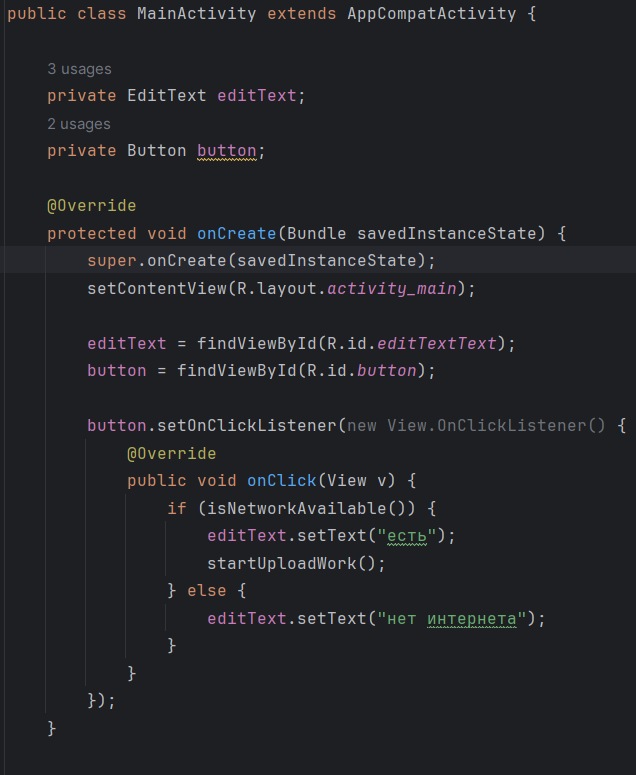 public class MainActivity extends AppCompatActivity {
3 usages
private EditText editText;
2 usages
private Button button;
@Override
protected void onCreate(Bundle savedInstanceState) {
super.onCreate(savedInstanceState);
setContentView(R.layout.activity_main);
editText = findViewById(R.id.editTextText);
button = findViewById(R.id.button);
button.setOnClickListener(new View.OnClickListener() {
@Override
public void onClick(View v) {
if (isNetworkAvailable()) {
editText.setText("есть");
startUploadWork();
} else {
editText.setText("нет интернета");
}
}
});
}